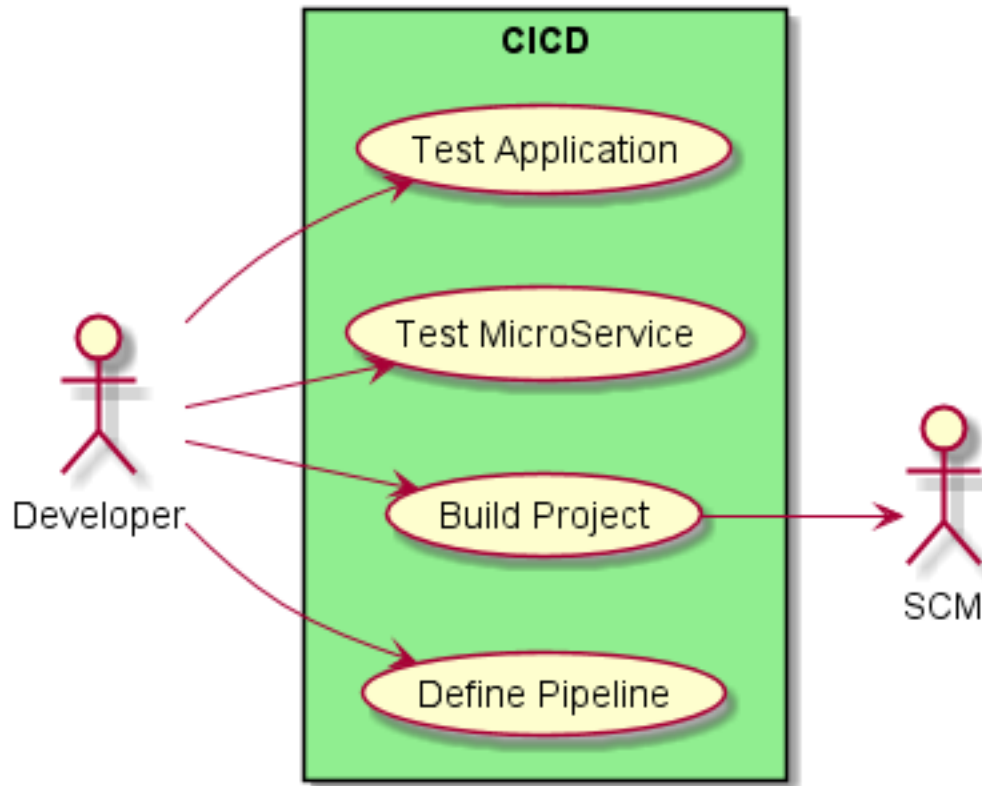 CICD
Test Application
Test MicroService
Developer
Build Project
SCM
Define Pipeline